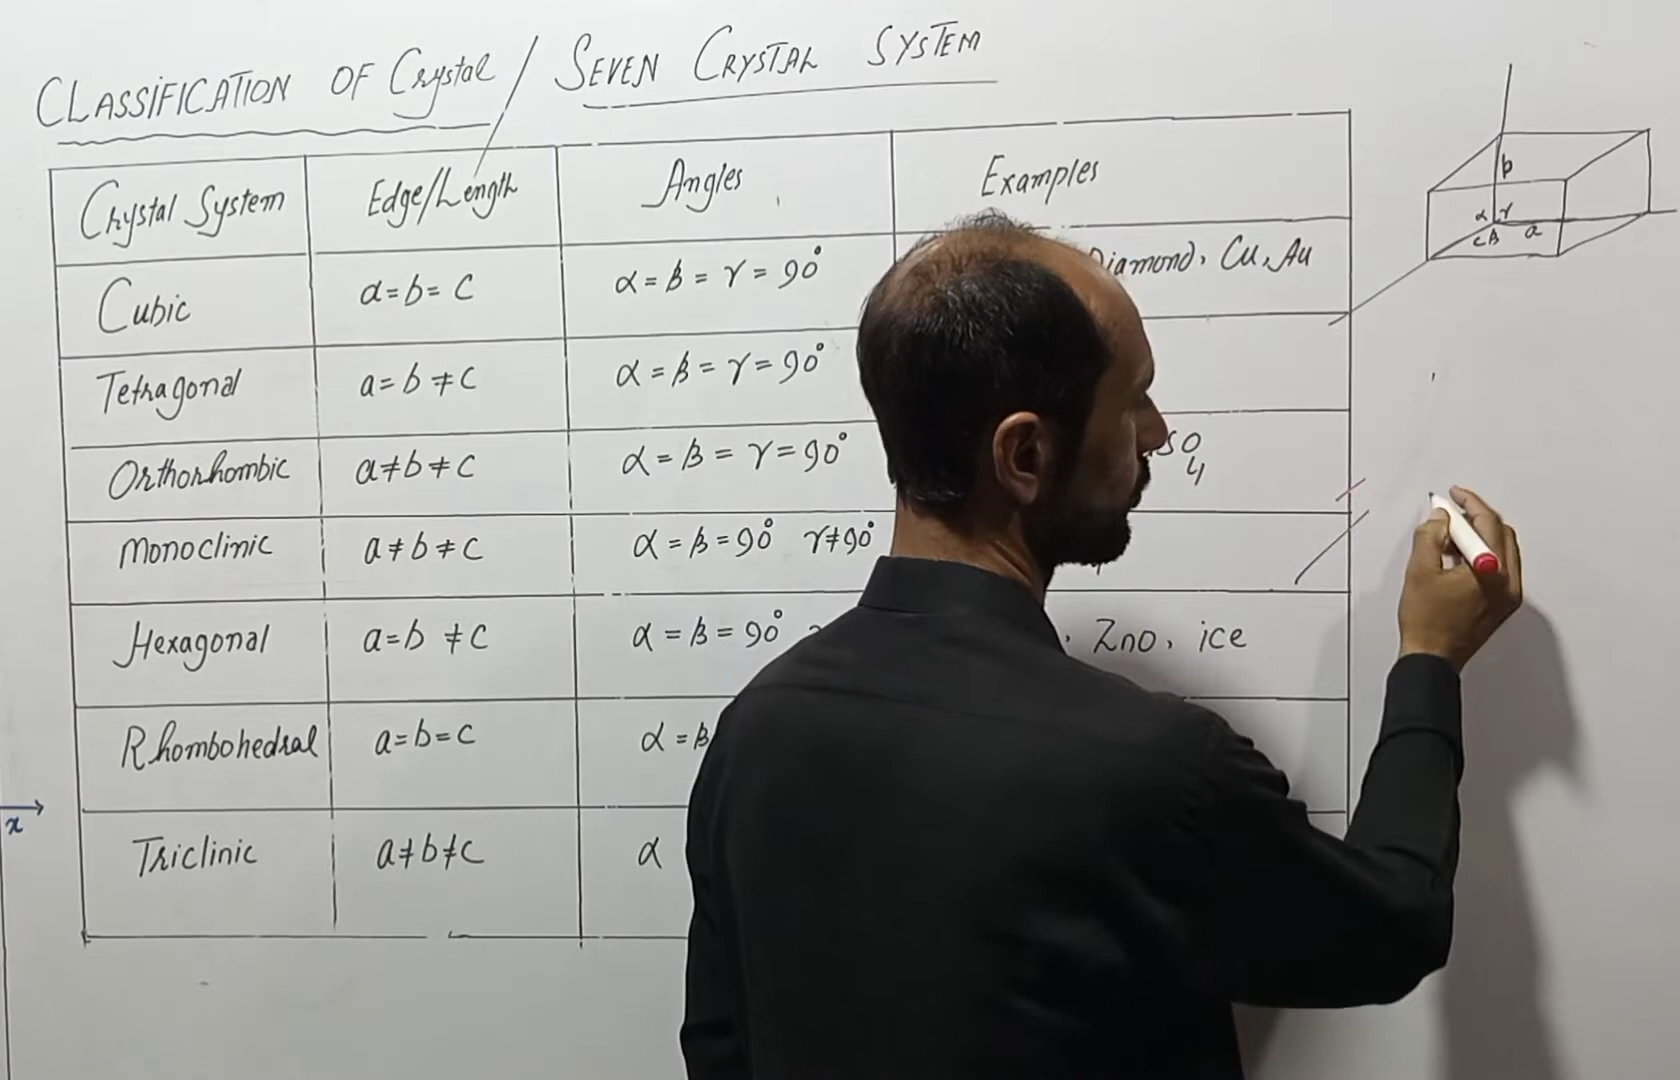 CLASSIFICATION OF Crystal / SEVEN CRYSTAL SYSTEM
Crystal System Edge/Length Angles Examples
Cubic a=b=c α=β=γ=90° Diamond, Cu, Au
Tetragonal a=b≠c α=β=γ=90°
Orthorhombic a≠b≠c α=β=γ=90° SO4
Monoclinic a≠b≠c α=β=90° γ≠90°
Hexagonal a=b≠c α=β=90° Zno, ice
Rhombohedral a=b=c α=β
Triclinic a≠b≠c α
b
α γ
c β a
x